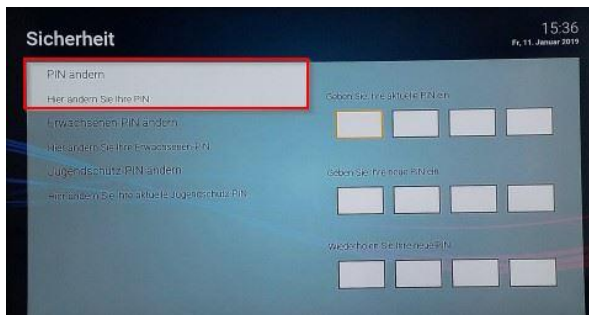 Sicherheit
15:36
Fr, 11. Januar 2019
PIN ändern
Hier ändern Sie Ihre PIN
Erwachsenen-PIN ändern
Hier ändern Sie Ihre Erwachsenen-PIN
Jugendschutz-PIN ändern
Hier ändern Sie Ihre aktuelle Jugendschutz-PIN
Geben Sie Ihre aktuelle PIN ein
Geben Sie Ihre neue PIN ein
Wiederholen Sie Ihre neue PIN